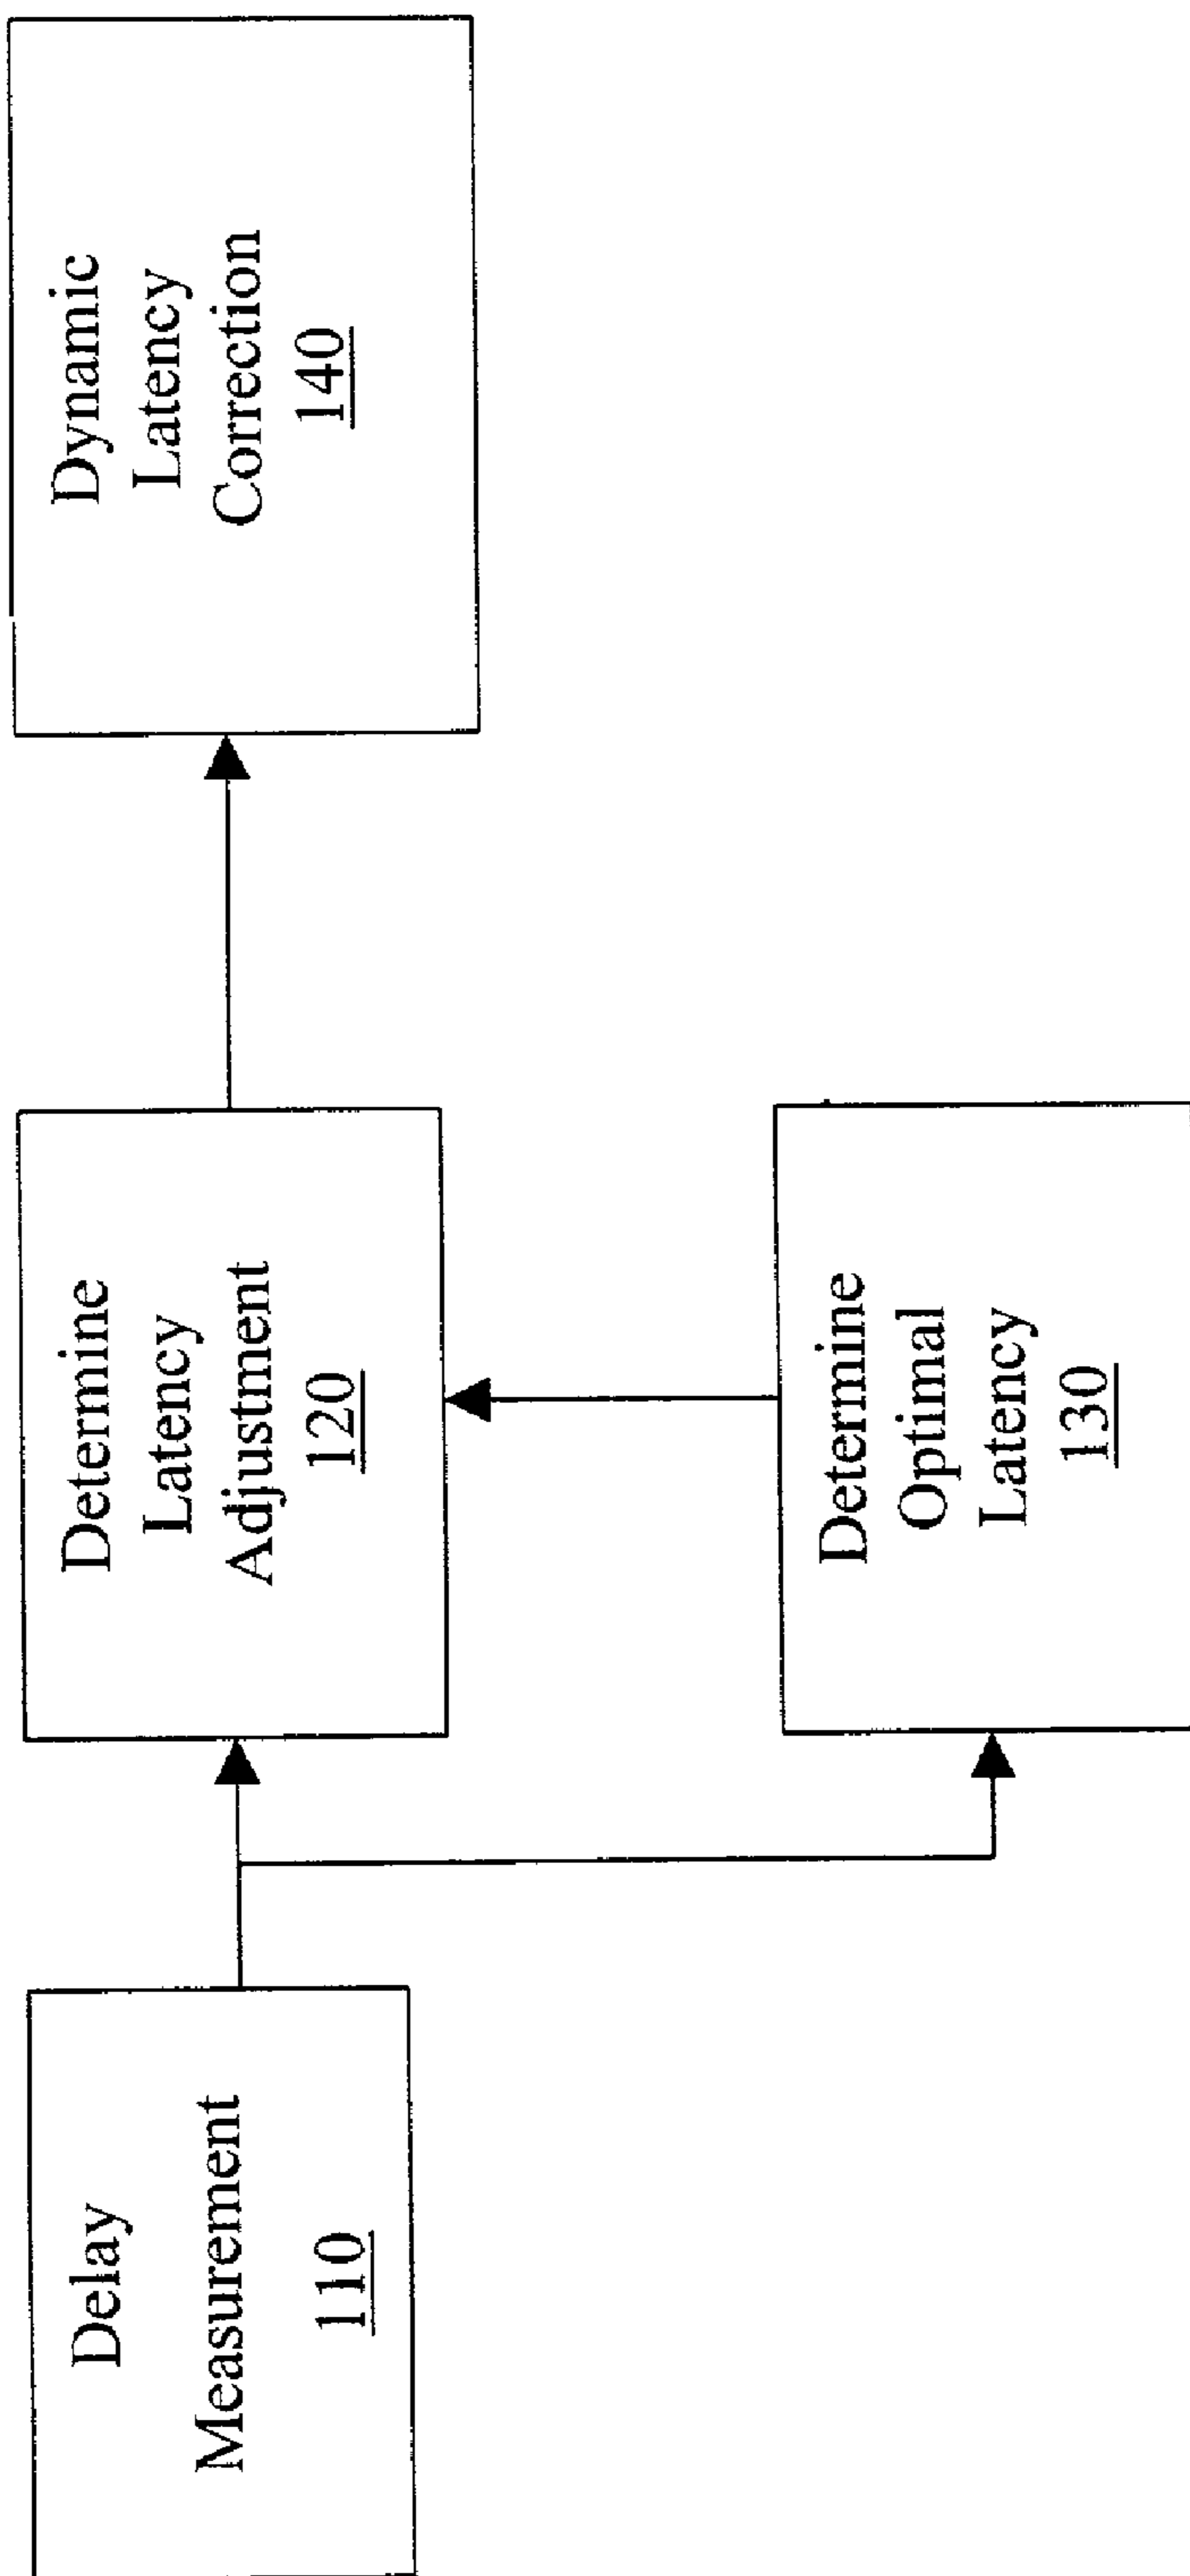 Delay
Measurement
110
Determine
Latency
Adjustment
120
Determine
Optimal
Latency
130
Dynamic
Latency
Correction
140